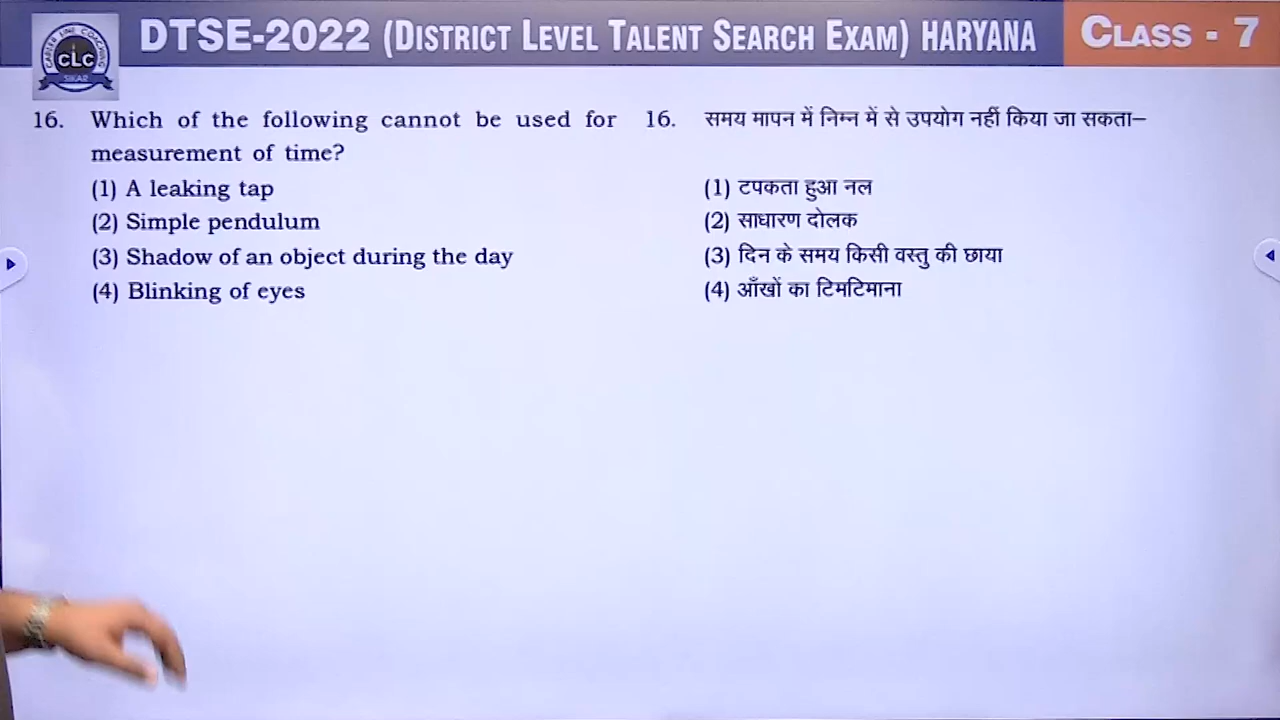 CAREER LINE COACHING
CLC
SIKAR
DTSE-2022 (DISTRICT LEVEL TALENT SEARCH EXAM) HARYANA
CLASS - 7
16. Which of the following cannot be used for
measurement of time?
(1) A leaking tap
(2) Simple pendulum
(3) Shadow of an object during the day
(4) Blinking of eyes
16. समय मापन में निम्न में से उपयोग नहीं किया जा सकता–
(1) टपकता हुआ नल
(2) साधारण दोलक
(3) दिन के समय किसी वस्तु की छाया
(4) आँखों का टिमटिमाना